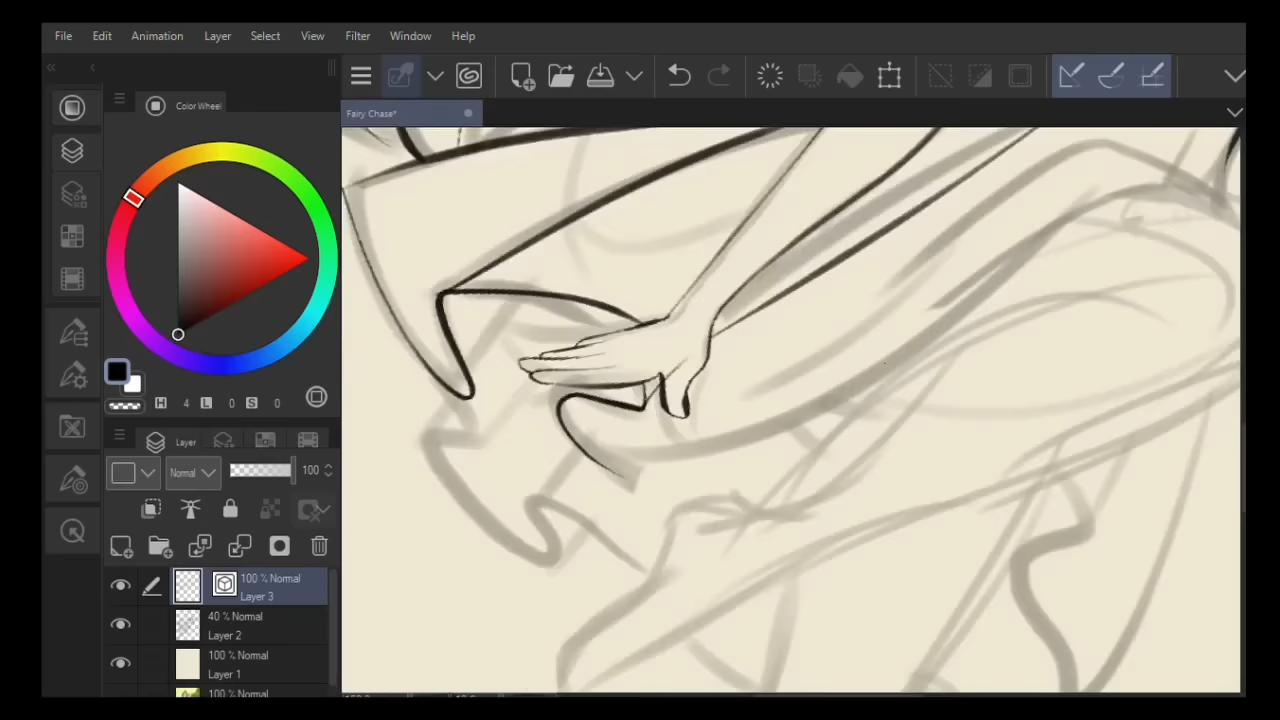 File Edit Animation Layer Select View Filter Window Help
Color Wheel
Fairy Chase*
H 4 L 0 S 0
Layer
Normal 100
100 % Normal
Layer 3
40 % Normal
Layer 2
100 % Normal
Layer 1
100 % Normal